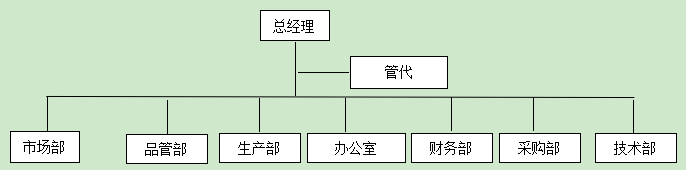 总经理
管代
市场部
品管部
生产部
办公室
财务部
采购部
技术部